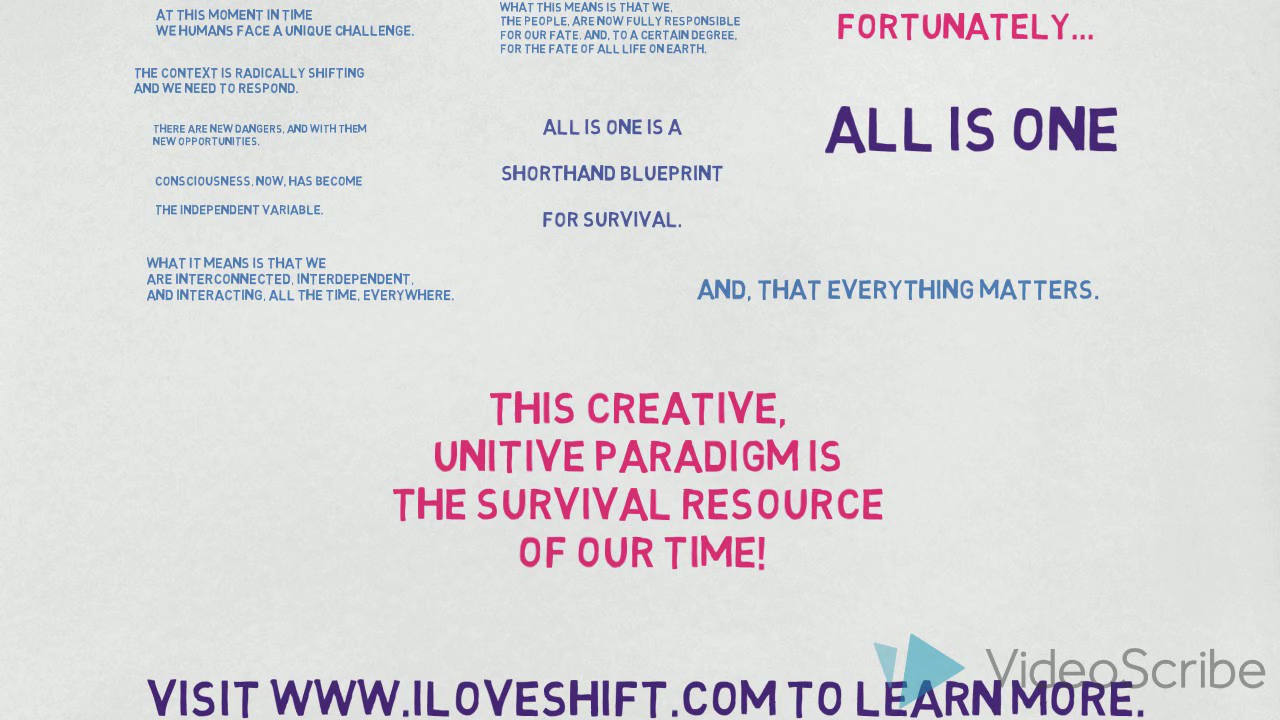 AT THIS MOMENT IN TIME
WE HUMANS FACE A UNIQUE CHALLENGE.
THE CONTEXT IS RADICALLY SHIFTING
AND WE NEED TO RESPOND.
THERE ARE NEW DANGERS, AND WITH THEM
NEW OPPORTUNITIES.
CONSCIOUSNESS, NOW, HAS BECOME
THE INDEPENDENT VARIABLE.
WHAT IT MEANS IS THAT WE
ARE INTERCONNECTED, INTERDEPENDENT,
AND INTERACTING, ALL THE TIME, EVERYWHERE.
WHAT THIS MEANS IS THAT WE,
THE PEOPLE, ARE NOW FULLY RESPONSIBLE
FOR OUR FATE. AND, TO A CERTAIN DEGREE,
FOR THE FATE OF ALL LIFE ON EARTH.
ALL IS ONE IS A
SHORTHAND BLUEPRINT
FOR SURVIVAL.
FORTUNATELY...
ALL IS ONE
AND, THAT EVERYTHING MATTERS.
THIS CREATIVE,
UNITIVE PARADIGM IS
THE SURVIVAL RESOURCE
OF OUR TIME!
VideoScribe
VISIT WWW.ILOVESHIFT.COM TO LEARN MORE.